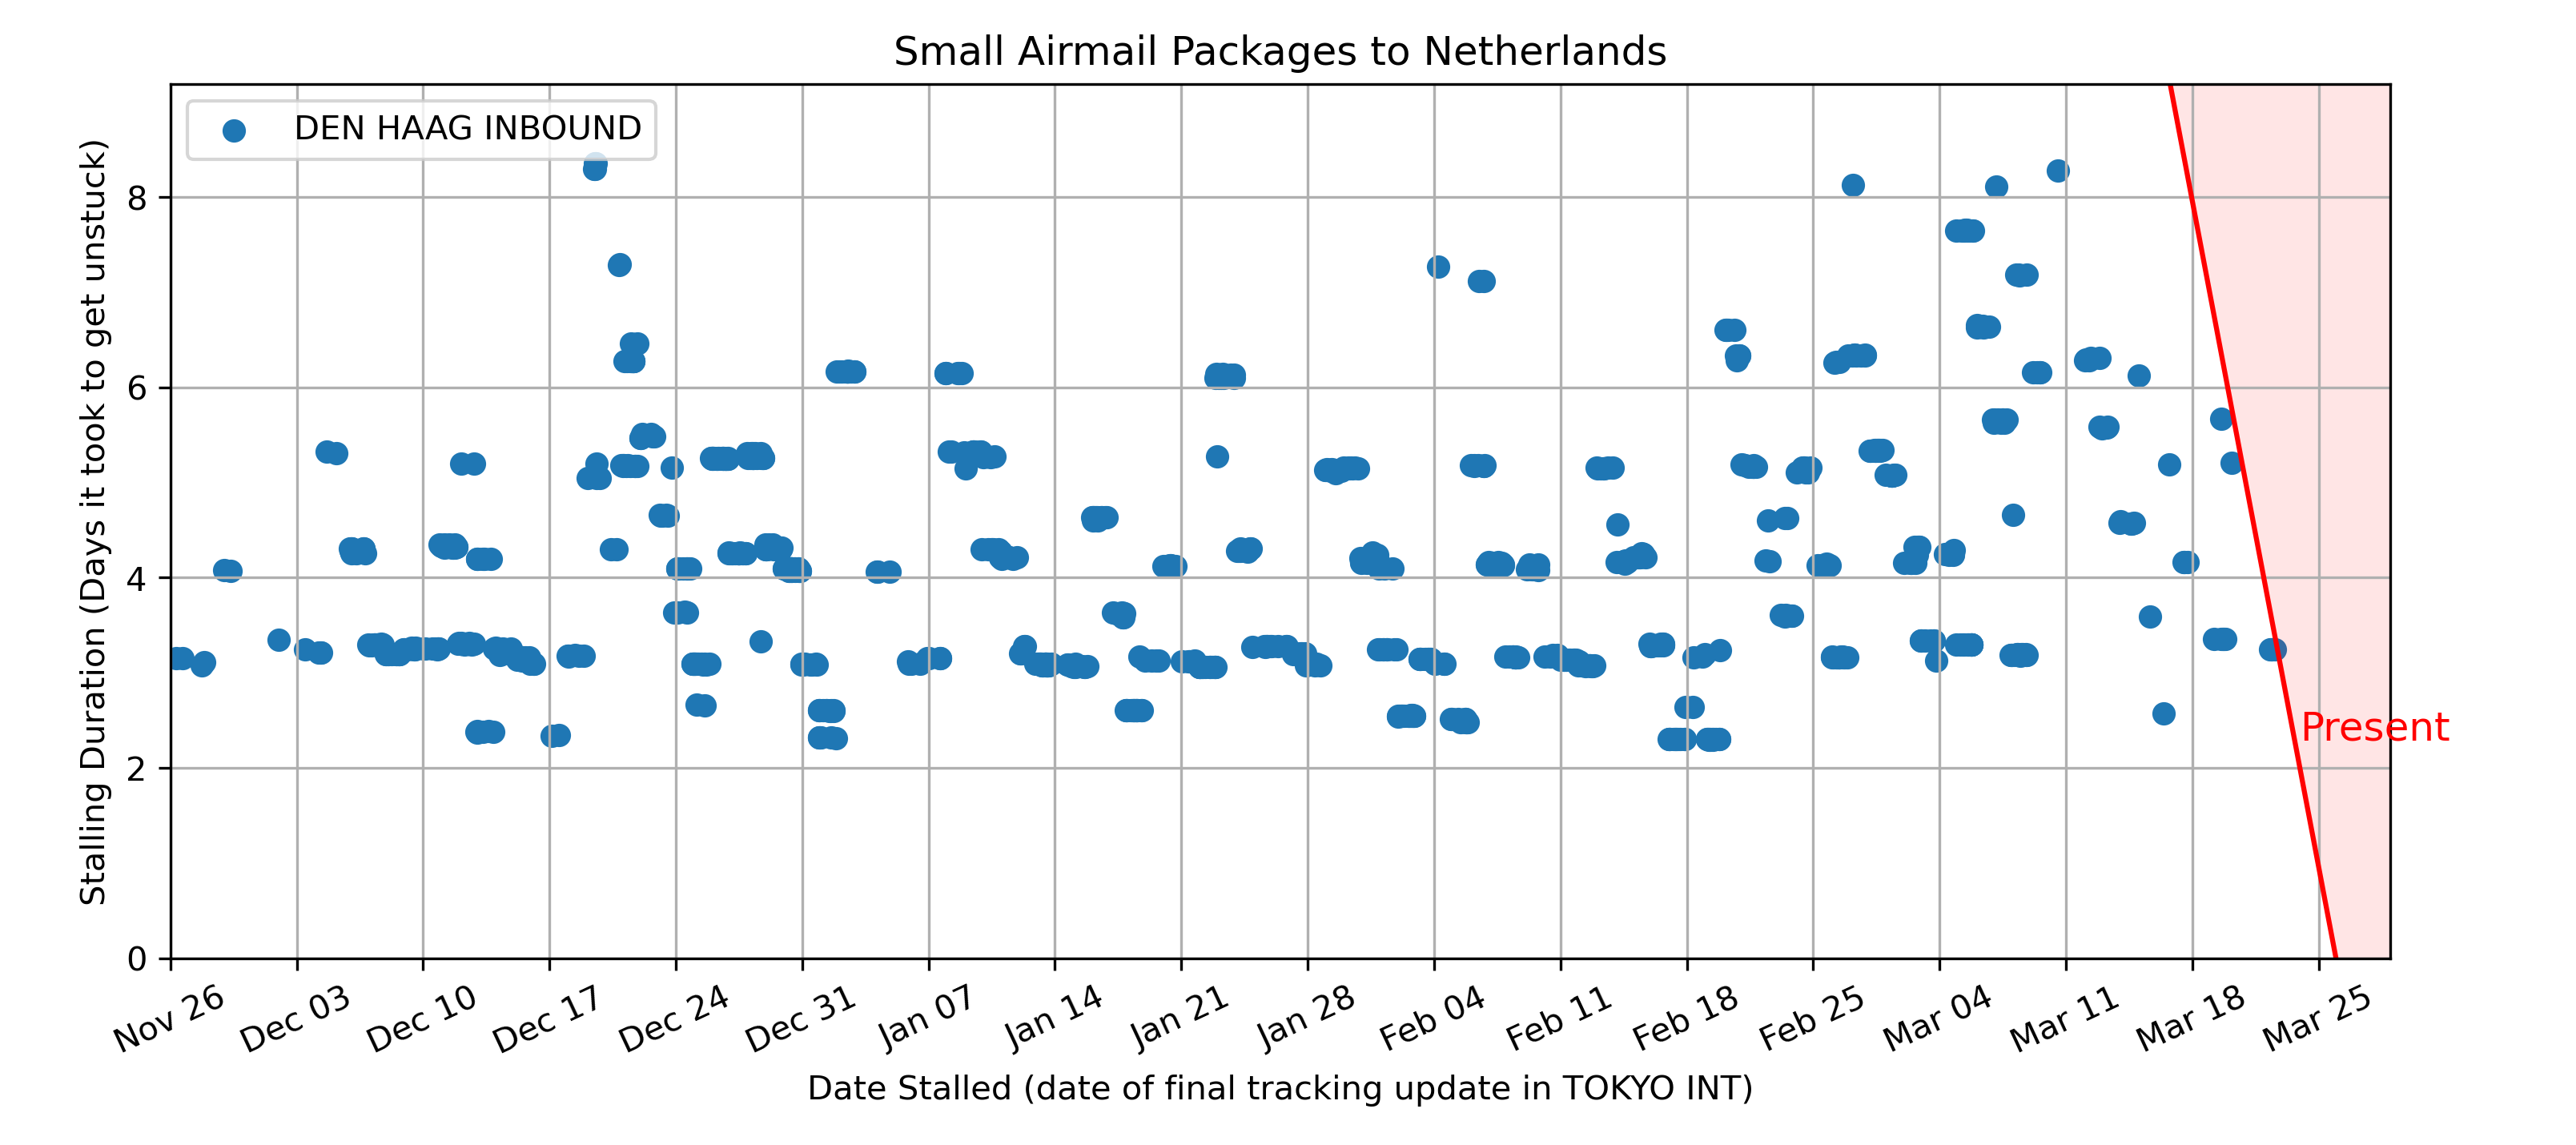 Small Airmail Packages to Netherlands
DEN HAAG INBOUND
Stalling Duration (Days it took to get unstuck)
8
6
4
2
0
Present
Nov 26
Dec 03
Dec 10
Dec 17
Dec 24
Dec 31
Jan 07
Jan 14
Jan 21
Jan 28
Feb 04
Feb 11
Feb 18
Feb 25
Mar 04
Mar 11
Mar 18
Mar 25
Date Stalled (date of final tracking update in TOKYO INT)